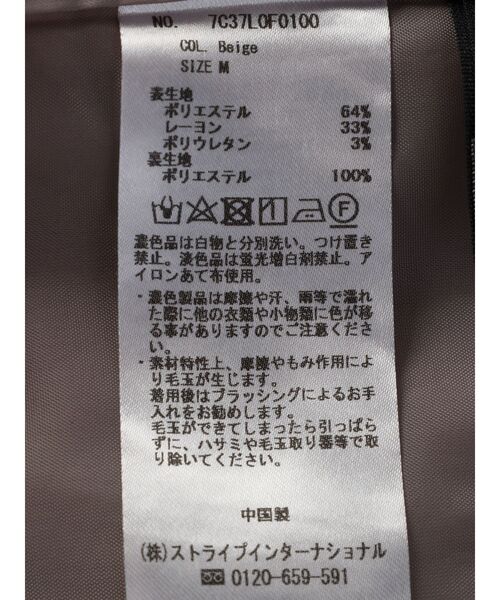 NO. 7C37L0F0100
COL. Beige
SIZE M
表生地
ポリエステル 64%
レーヨン 33%
ポリウレタン 3%
裏生地
ポリエステル 100%
F
濃色品は白物と分別洗い。つけ置き
禁止。淡色品は蛍光増白剤禁止。ア
イロンあて布使用。
・濃色製品は摩擦や汗、雨等で濡れ
た際に他の衣類や小物類に色が移
る事がありますのでご注意くださ
い。
・素材特性上、摩擦やもみ作用によ
り毛玉が生じます。
着用後はブラッシングによるお手
入れをお勧めします。
毛玉ができてしまったら引っぱら
ずに、ハサミや毛玉取り器等で取
り除いてください。
中国製
(株)ストライプインターナショナル
0120-659-591